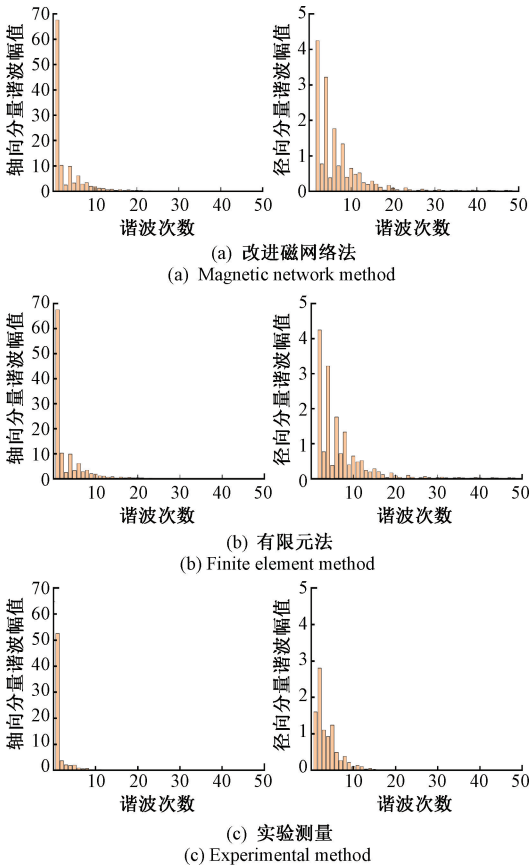 轴向分量谐波幅值
70
60
50
40
30
20
10
0
10 20 30 40 50
谐波次数
径向分量谐波幅值
5
4
3
2
1
0
10 20 30 40 50
谐波次数
(a) 改进磁网络法
(a) Magnetic network method
轴向分量谐波幅值
70
60
50
40
30
20
10
0
10 20 30 40 50
谐波次数
径向分量谐波幅值
5
4
3
2
1
0
10 20 30 40 50
谐波次数
(b) 有限元法
(b) Finite element method
轴向分量谐波幅值
70
60
50
40
30
20
10
0
10 20 30 40 50
谐波次数
径向分量谐波幅值
5
4
3
2
1
0
10 20 30 40 50
谐波次数
(c) 实验测量
(c) Experimental method